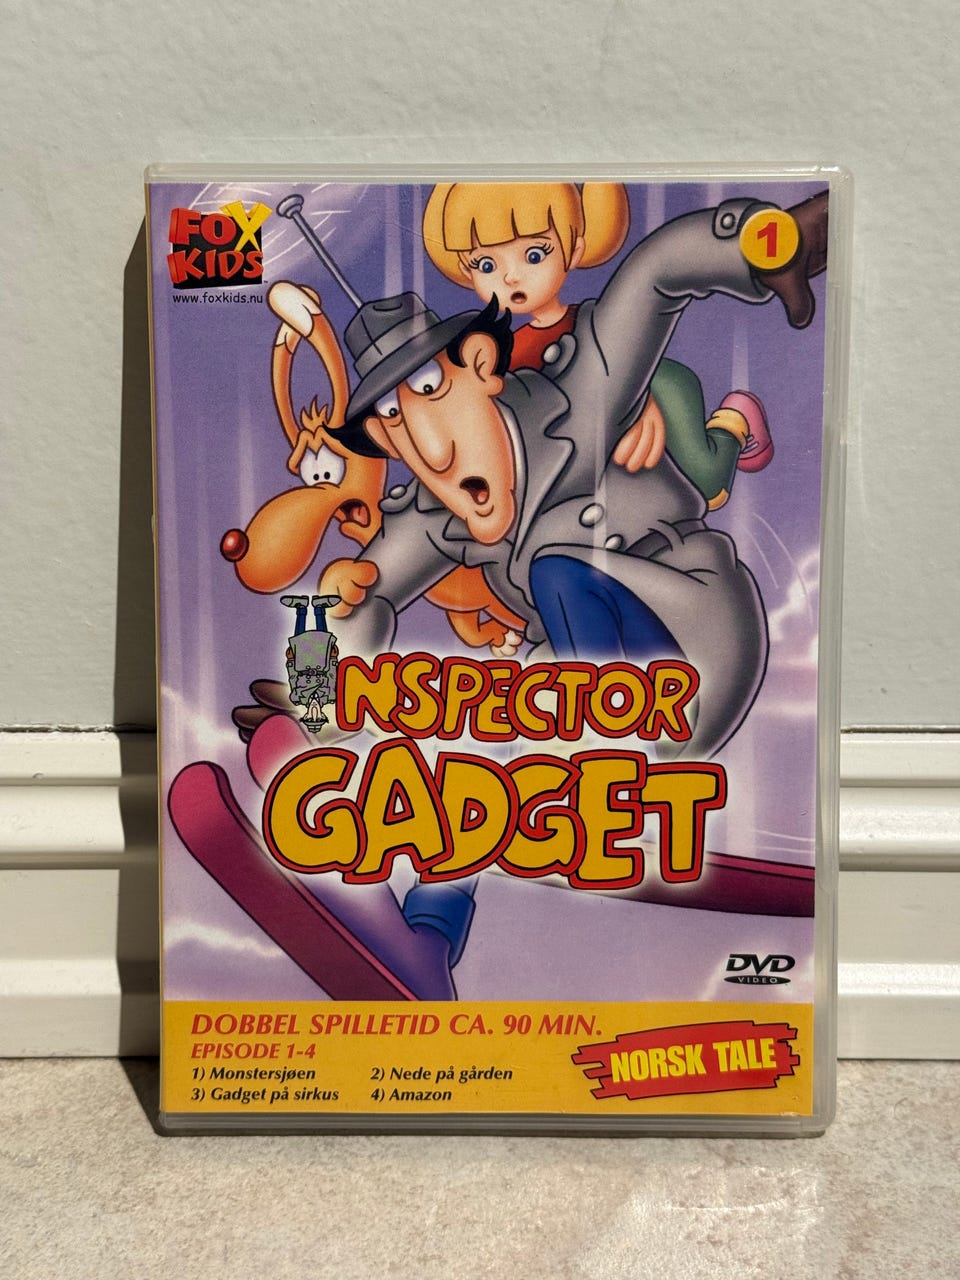 FOX
KIDS
www.foxkids.nu
1
INSPECTOR
GADGET
DVD
VIDEO
DOBBEL SPILLETID CA. 90 MIN.
EPISODE 1-4
1) Monstersjøen 2) Nede på gården
3) Gadget på sirkus 4) Amazon
NORSK TALE